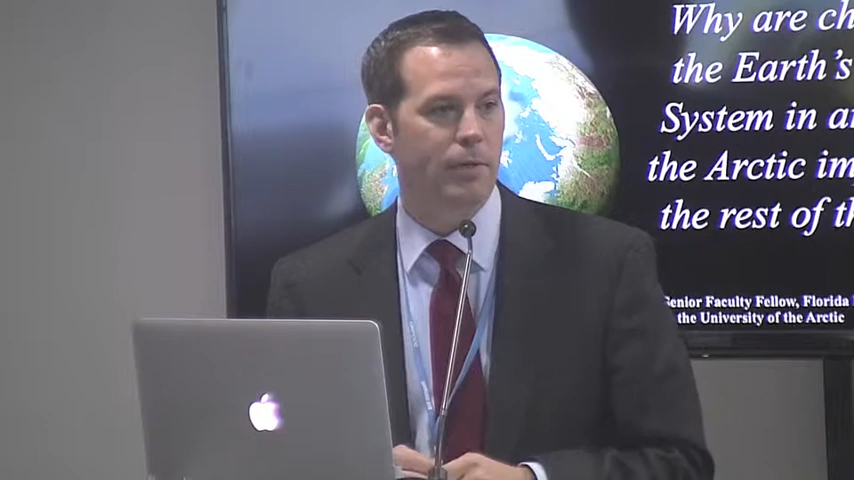 Why are ch
the Earth's
System in a
the Arctic im
the rest of th
Senior Faculty Fellow, Florida
the University of the Arctic